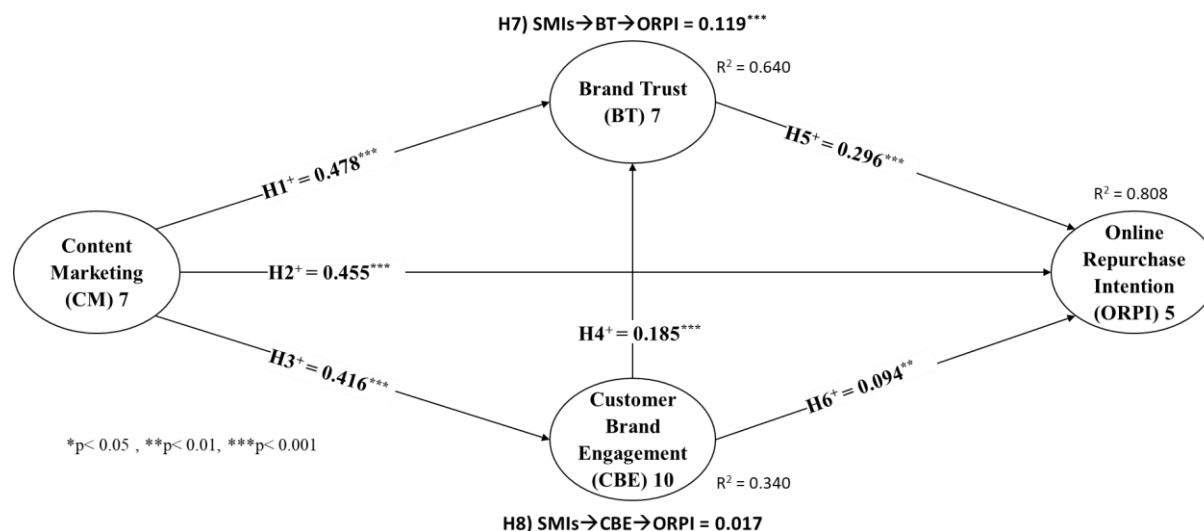 H7) SMIs→BT→ORPI = 0.119***
R² = 0.640
Brand Trust
(BT) 7
H1⁺ = 0.478***
H5⁺ = 0.296***
R² = 0.808
Content
Marketing
(CM) 7
H2⁺ = 0.455***
Online
Repurchase
Intention
(ORPI) 5
H4⁺ = 0.185***
H3⁺ = 0.416***
H6⁺ = 0.094**
Customer
Brand
Engagement
(CBE) 10
*p< 0.05 , **p< 0.01, ***p< 0.001
R² = 0.340
H8) SMIs→CBE→ORPI = 0.017